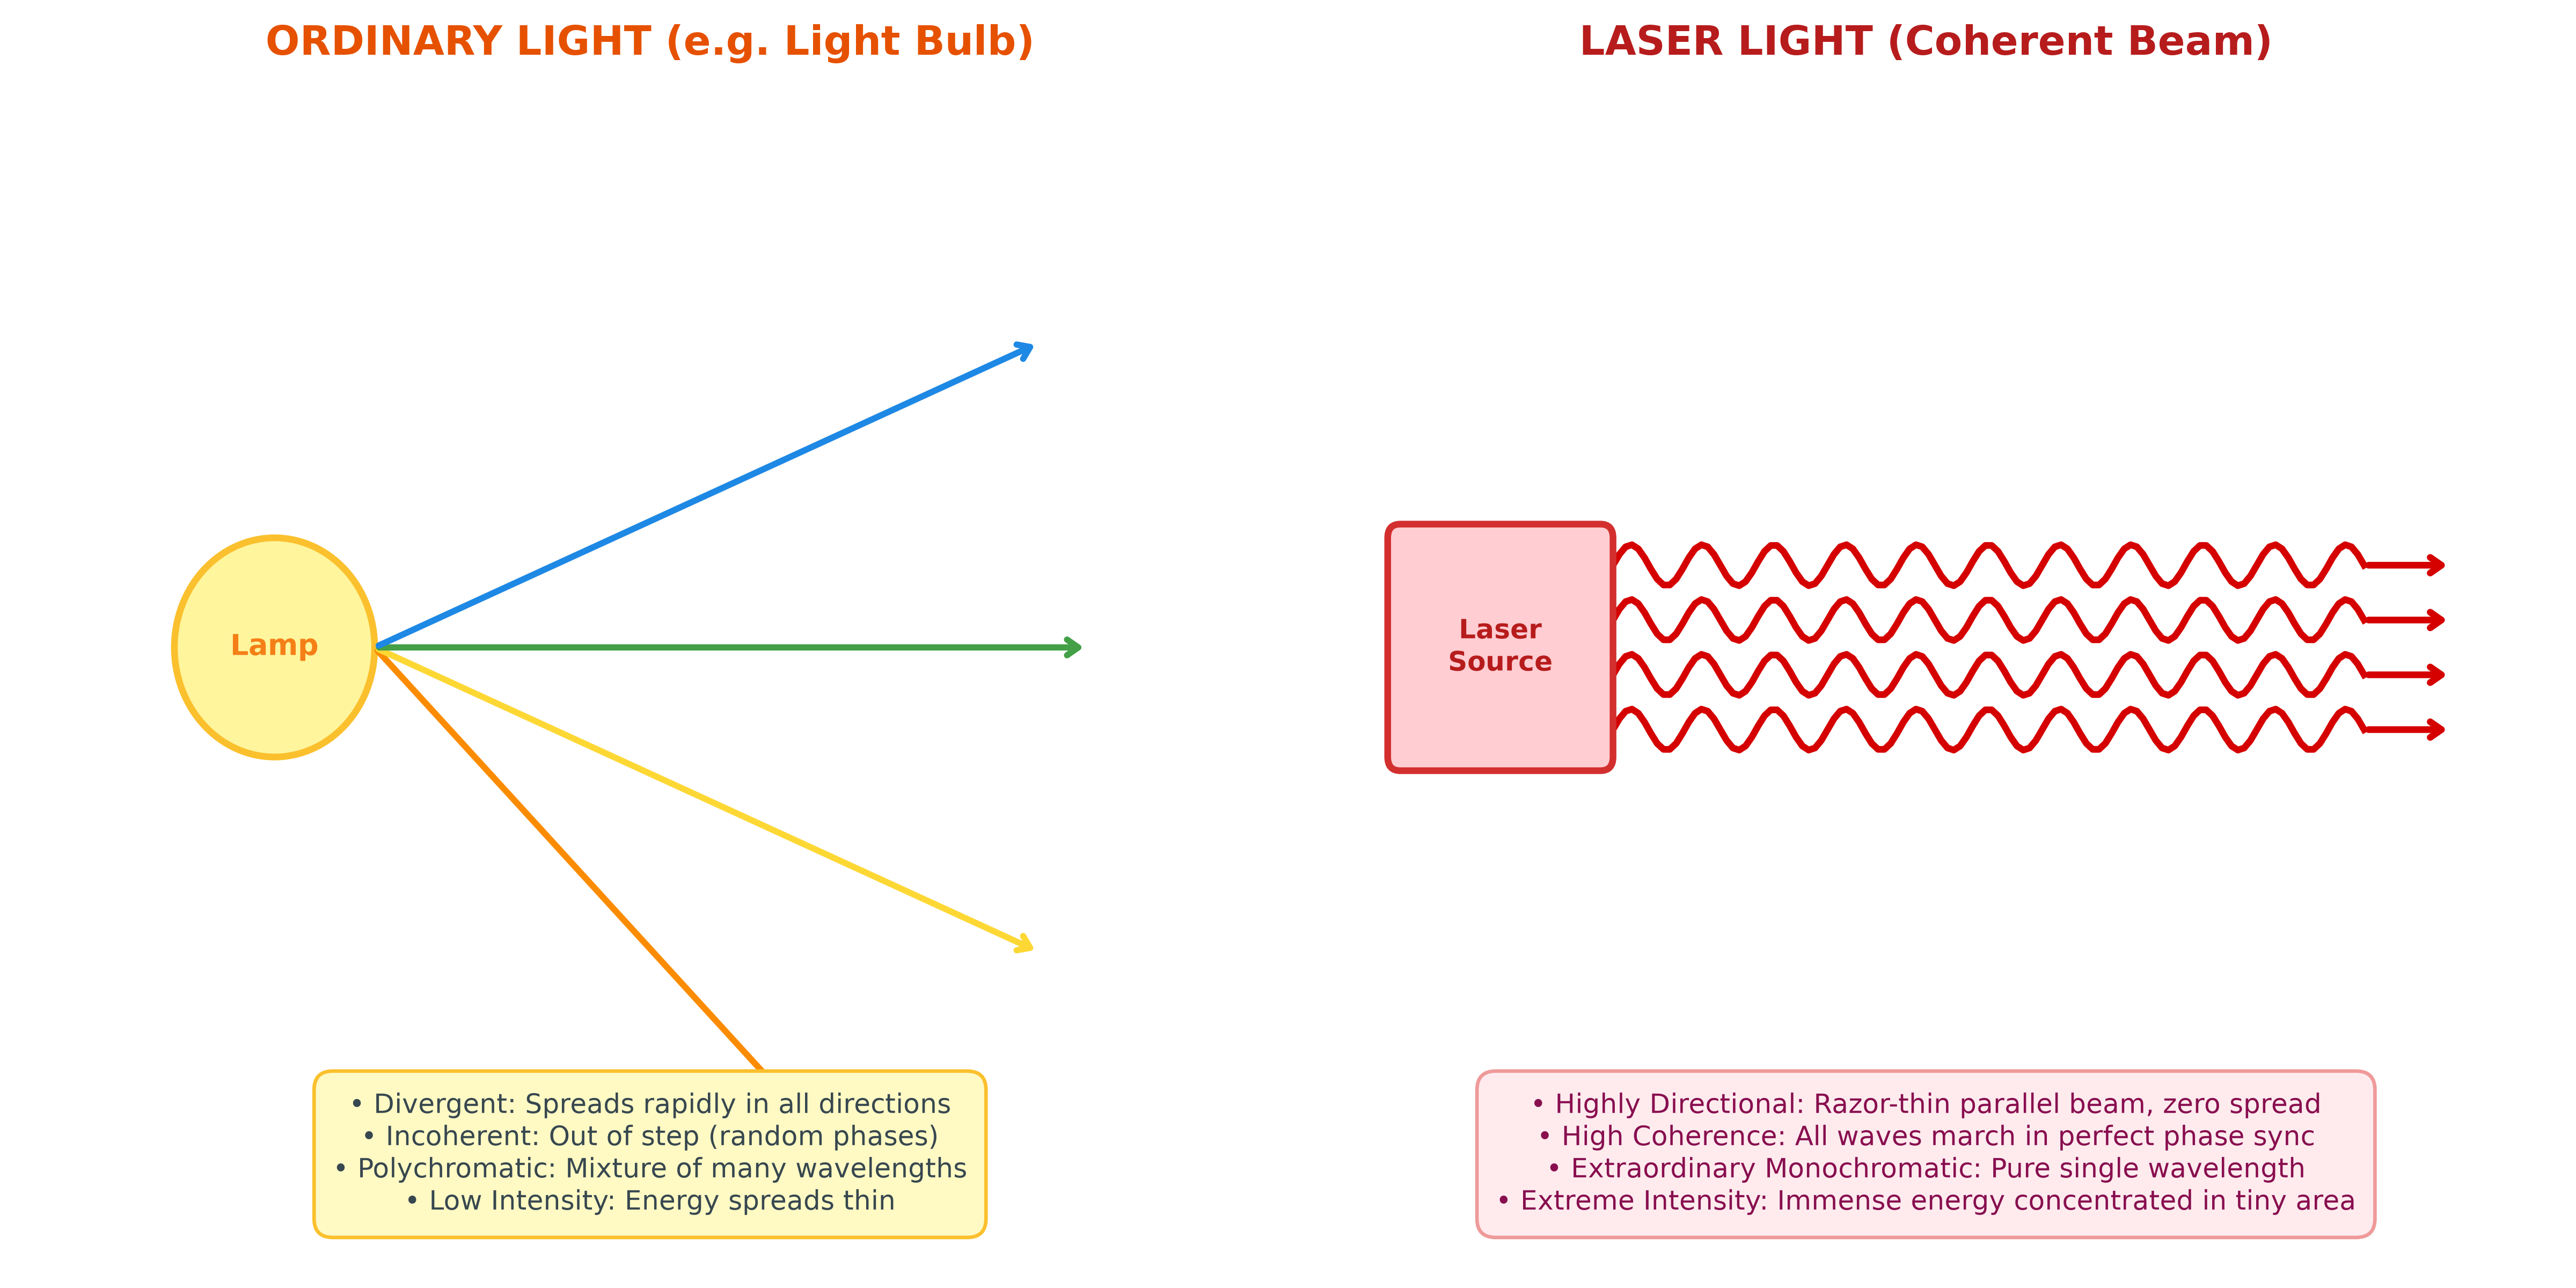 ORDINARY LIGHT (e.g. Light Bulb)
Lamp
• Divergent: Spreads rapidly in all directions
• Incoherent: Out of step (random phases)
• Polychromatic: Mixture of many wavelengths
• Low Intensity: Energy spreads thin
LASER LIGHT (Coherent Beam)
Laser
Source
• Highly Directional: Razor-thin parallel beam, zero spread
• High Coherence: All waves march in perfect phase sync
• Extraordinary Monochromatic: Pure single wavelength
• Extreme Intensity: Immense energy concentrated in tiny area